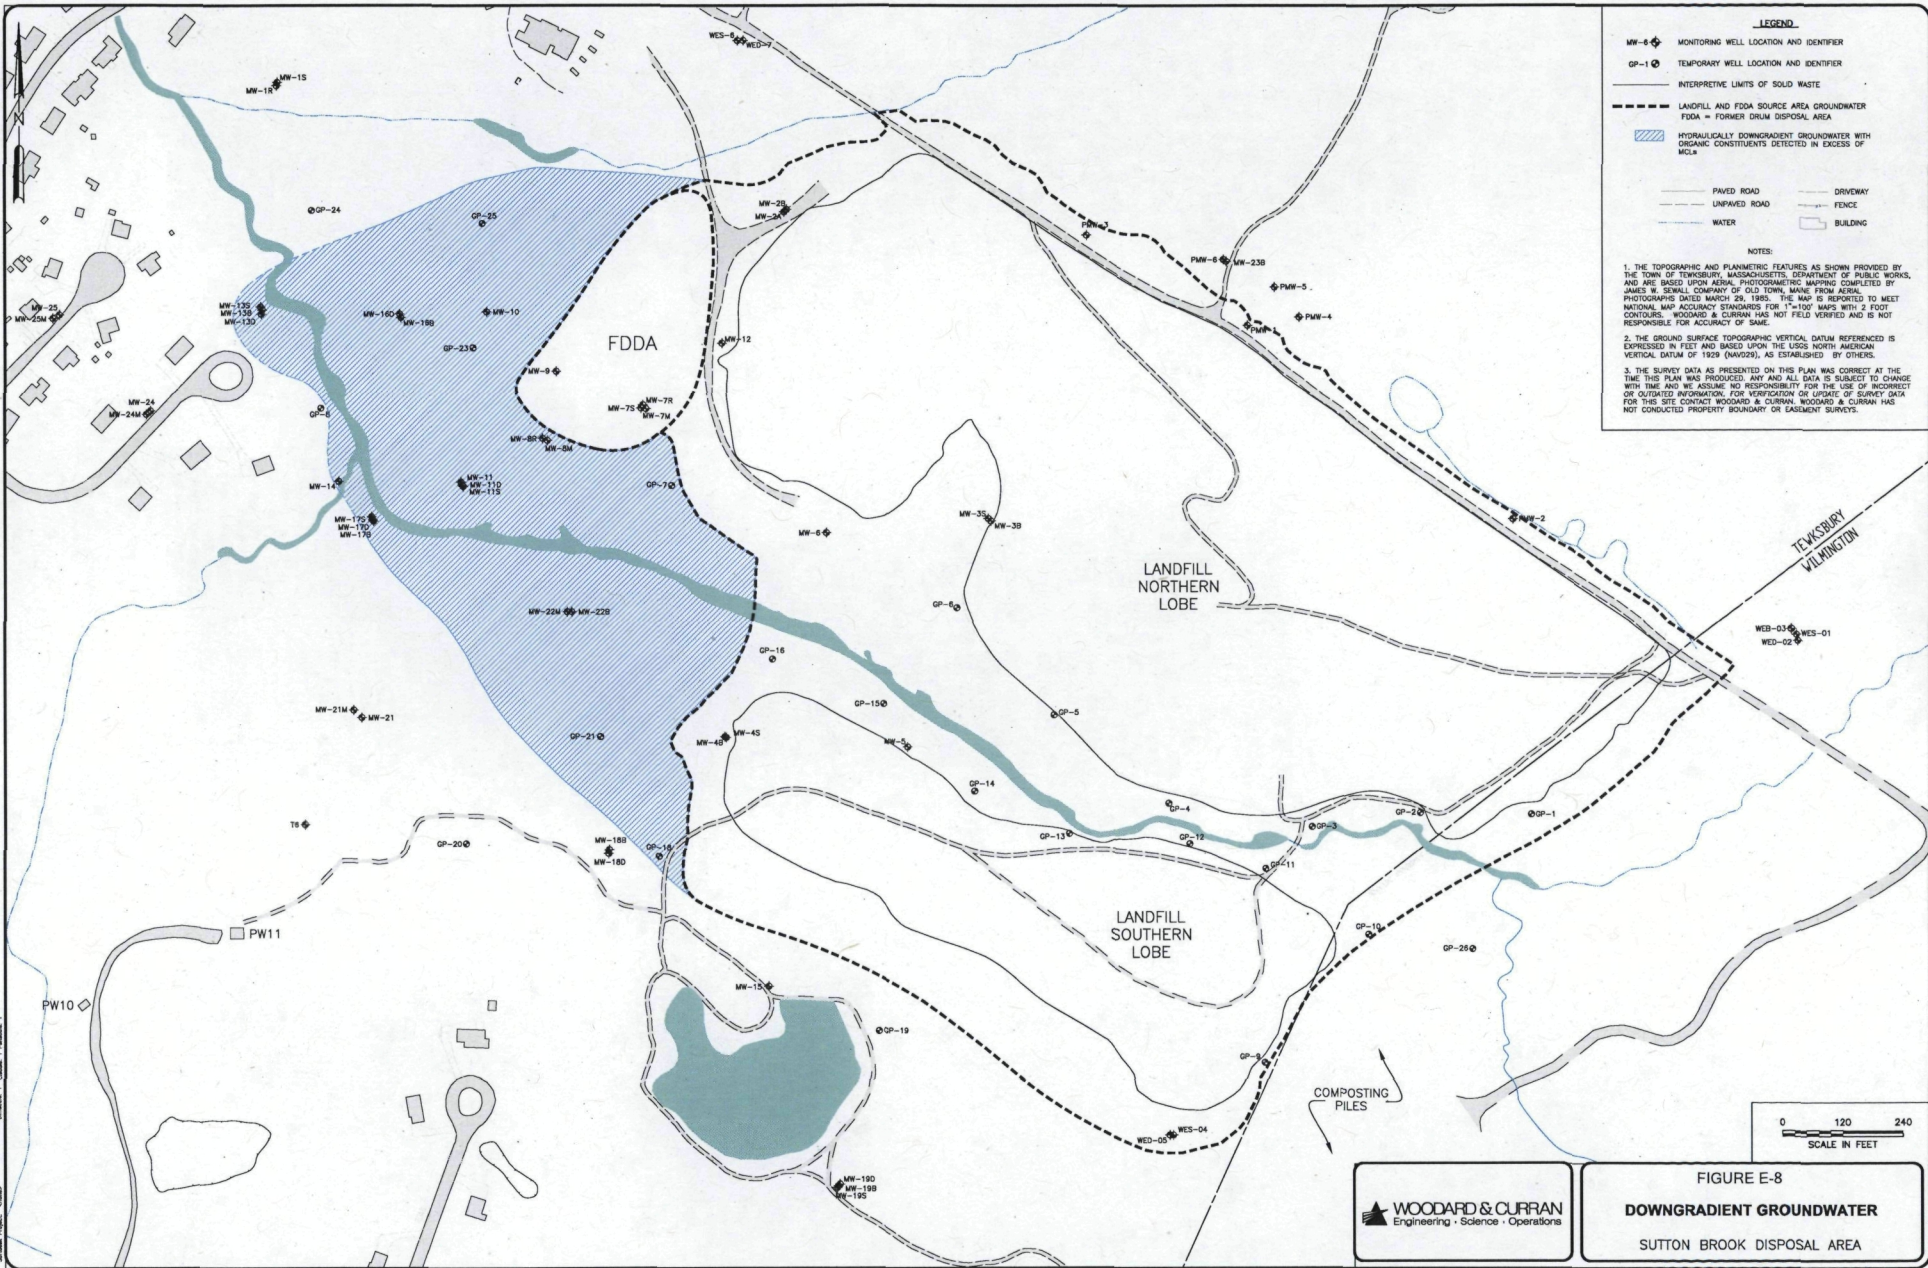 LEGEND
MW-6 MONITORING WELL LOCATION AND IDENTIFIER
GP-1 TEMPORARY WELL LOCATION AND IDENTIFIER
INTERPRETIVE LIMITS OF SOLID WASTE
LANDFILL AND FDDA SOURCE AREA GROUNDWATER
FDDA = FORMER DRUM DISPOSAL AREA
HYDRAULICALLY DOWNGRADIENT GROUNDWATER WITH
ORGANIC CONSTITUENTS DETECTED IN EXCESS OF
MCLs
PAVED ROAD
DRIVEWAY
UNPAVED ROAD
FENCE
WATER
BUILDING
NOTES:
1. THE TOPOGRAPHIC AND PLANIMETRIC FEATURES AS SHOWN PROVIDED BY
THE TOWN OF TEWKSBURY, MASSACHUSETTS, DEPARTMENT OF PUBLIC WORKS,
AND ARE BASED UPON AERIAL PHOTOGRAMETRIC MAPPING COMPLETED BY
JAMES W. SEWALL COMPANY OF OLD TOWN, MAINE FROM AERIAL
PHOTOGRAPHS DATED MARCH 29, 1985. THE MAP IS REPORTED TO MEET
NATIONAL MAP ACCURACY STANDARDS FOR 1"=100' MAPS WITH 2 FOOT
CONTOURS. WOODARD & CURRAN HAS NOT FIELD VERIFIED AND IS NOT
RESPONSIBLE FOR ACCURACY OF SAME.
2. THE GROUND SURFACE TOPOGRAPHIC VERTICAL DATUM REFERENCED IS
EXPRESSED IN FEET AND BASED UPON THE USGS NORTH AMERICAN
VERTICAL DATUM OF 1929 (NAVD29), AS ESTABLISHED BY OTHERS.
3. THE SURVEY DATA AS PRESENTED ON THIS PLAN WAS CORRECT AT THE
TIME THIS PLAN WAS PRODUCED. ANY AND ALL DATA IS SUBJECT TO CHANGE
WITH TIME AND WE ASSUME NO RESPONSIBILITY FOR THE USE OF INCORRECT
OR OUTDATED INFORMATION. FOR VERIFICATION OR UPDATE OF SURVEY DATA
FOR THIS SITE CONTACT WOODARD & CURRAN. WOODARD & CURRAN HAS
NOT CONDUCTED PROPERTY BOUNDARY OR EASEMENT SURVEYS.
WES-6
WED-7
MW-1S
MW-1R
GP-24
GP-25
MW-2B
MW-2A
PMW-3
PMW-6
MW-23B
PMW-5
PMW-4
PMW-1
MW-25
MW-25M
MW-13S
MW-13B
MW-13D
MW-16D
MW-16B
MW-10
GP-23
FDDA
MW-12
MW-9
MW-7R
MW-7S
MW-7M
MW-24
MW-24M
GP-8
MW-8R
MW-8M
MW-14
MW-11
MW-11D
MW-11S
GP-7
MW-17S
MW-17D
MW-17B
MW-6
MW-3S
MW-3B
PMW-2
TEWKSBURY
WILMINGTON
LANDFILL
NORTHERN
LOBE
MW-22M
MW-22B
GP-6
WEB-03
WES-01
WED-02
GP-16
MW-21M
MW-21
GP-15
GP-5
GP-21
MW-4B
MW-4S
MW-5
GP-14
GP-4
GP-2
GP-1
T6
GP-20
MW-18B
MW-18D
GP-18
GP-13
GP-12
GP-3
GP-11
LANDFILL
SOUTHERN
LOBE
PW11
GP-10
GP-26
PW10
MW-15
GP-19
GP-9
COMPOSTING
PILES
WED-05
WES-04
MW-19D
MW-19B
MW-19S
0 120 240
SCALE IN FEET
WOODARD & CURRAN
Engineering · Science · Operations
FIGURE E-8
DOWNGRADIENT GROUNDWATER
SUTTON BROOK DISPOSAL AREA